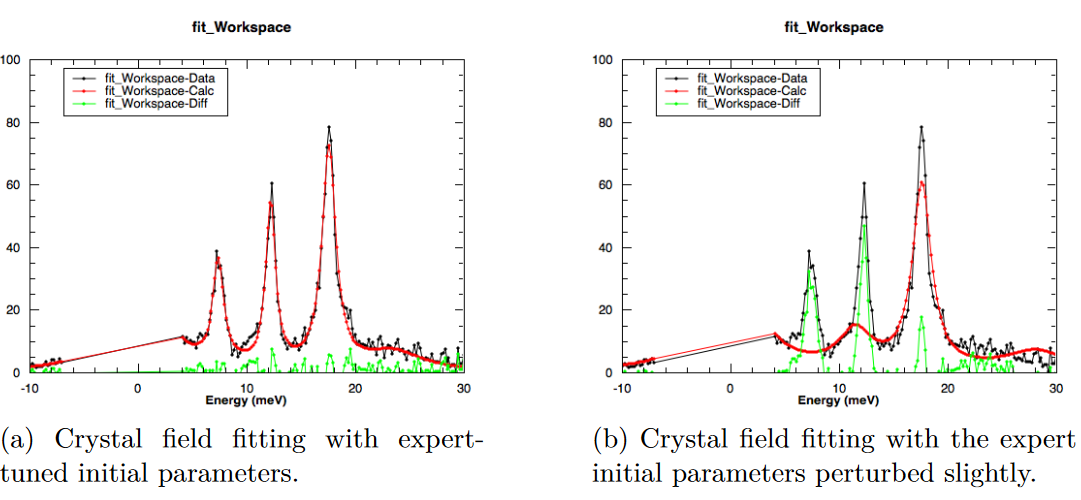 fit_Workspace
100
80
60
40
20
0
fit_Workspace-Data
fit_Workspace-Calc
fit_Workspace-Diff
-10
0
10
20
30
Energy (meV)
(a) Crystal field fitting with expert-
tuned initial parameters.
fit_Workspace
100
80
60
40
20
0
fit_Workspace-Data
fit_Workspace-Calc
fit_Workspace-Diff
-10
0
10
20
30
Energy (meV)
(b) Crystal field fitting with the expert
initial parameters perturbed slightly.